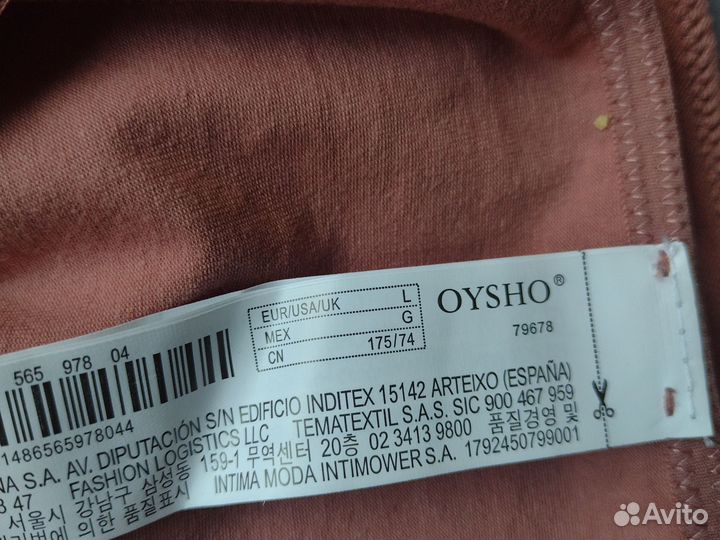 EUR/USA/UK L
MEX G
CN 175/74
OYSHO®
79678
565 978 04
1486565978044
NA S.A. AV. DIPUTACIÓN S/N EDIFICIO INDITEX 15142 ARTEIXO (ESPAÑA)
FASHION LOGISTICS LLC TEMATEXTIL S.A.S. SIC 900 467 959
3 47
서울시 강남구 삼성동 159-1 무역센터 20층 02 3413 9800 품질경영 및
에 의한 품질표시 INTIMA MODA INTIMOWER S.A. 1792450799001
Avito